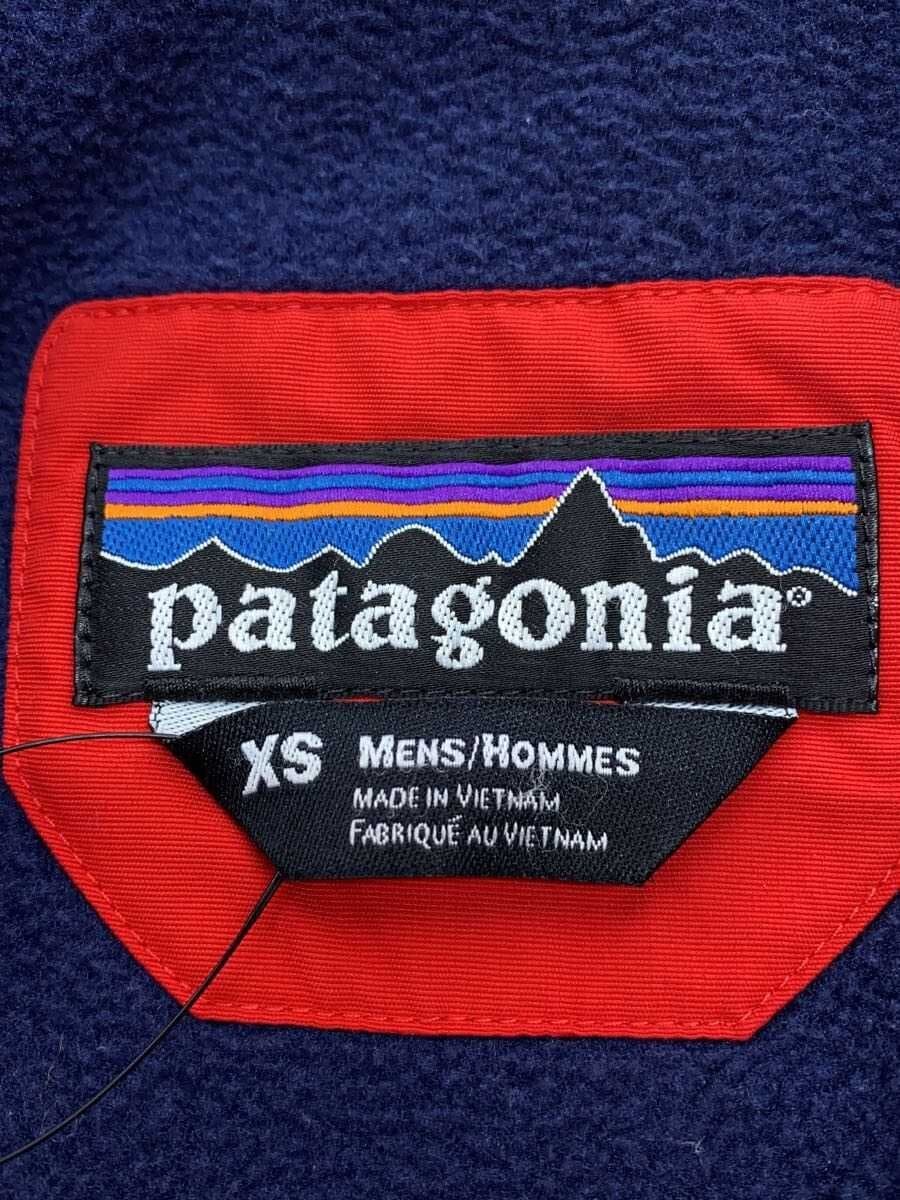 patagonia®
XS MENS/HOMMES
MADE IN VIETNAM
FABRIQUÉ AU VIETNAM